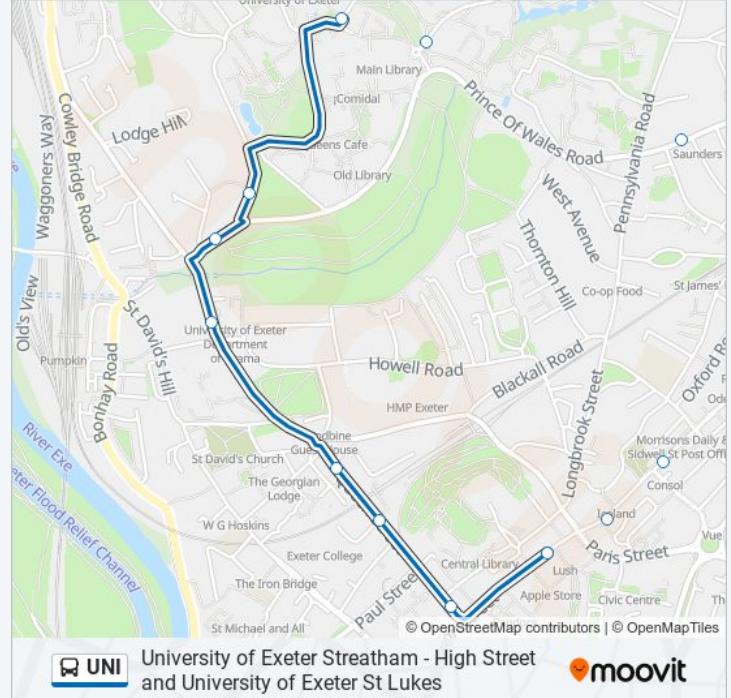 University of Exeter
Main Library
Comida!
Prince Of Wales Road
Lodge Hill
Queens Cafe
Old Library
Saunders
Pennsylvania Road
Cowley Bridge Road
Waggoners Way
West Avenue
Thornton Hill
Co-op Food
St James'
Old's View
St David's Hill
University of Exeter
Department
of Drama
Pumpkin
Bonhay Road
Howell Road
Blackall Road
Oxford
HMP Exeter
Longbrook Street
Guest house
St David's Church
Morrisons Daily &
Sidwell St Post Off
River Exe
The Georgian
Lodge
Consol
Exeter Flood Relief Channel
W G Hoskins
Iceland
Vue
Exeter College
Central Library
Paris Street
Lush
The Iron Bridge
Paul Street
Apple Store
Civic Centre
St Michael and All
© OpenStreetMap contributors | © OpenMapTiles
UNI
University of Exeter Streatham - High Street
and University of Exeter St Lukes
moovit